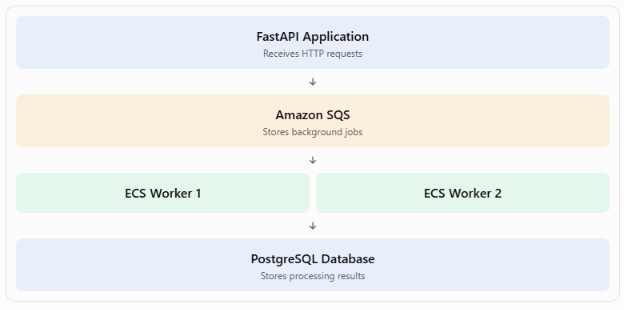 FastAPI Application
Receives HTTP requests
↓
Amazon SQS
Stores background jobs
↓
ECS Worker 1
ECS Worker 2
↓
PostgreSQL Database
Stores processing results